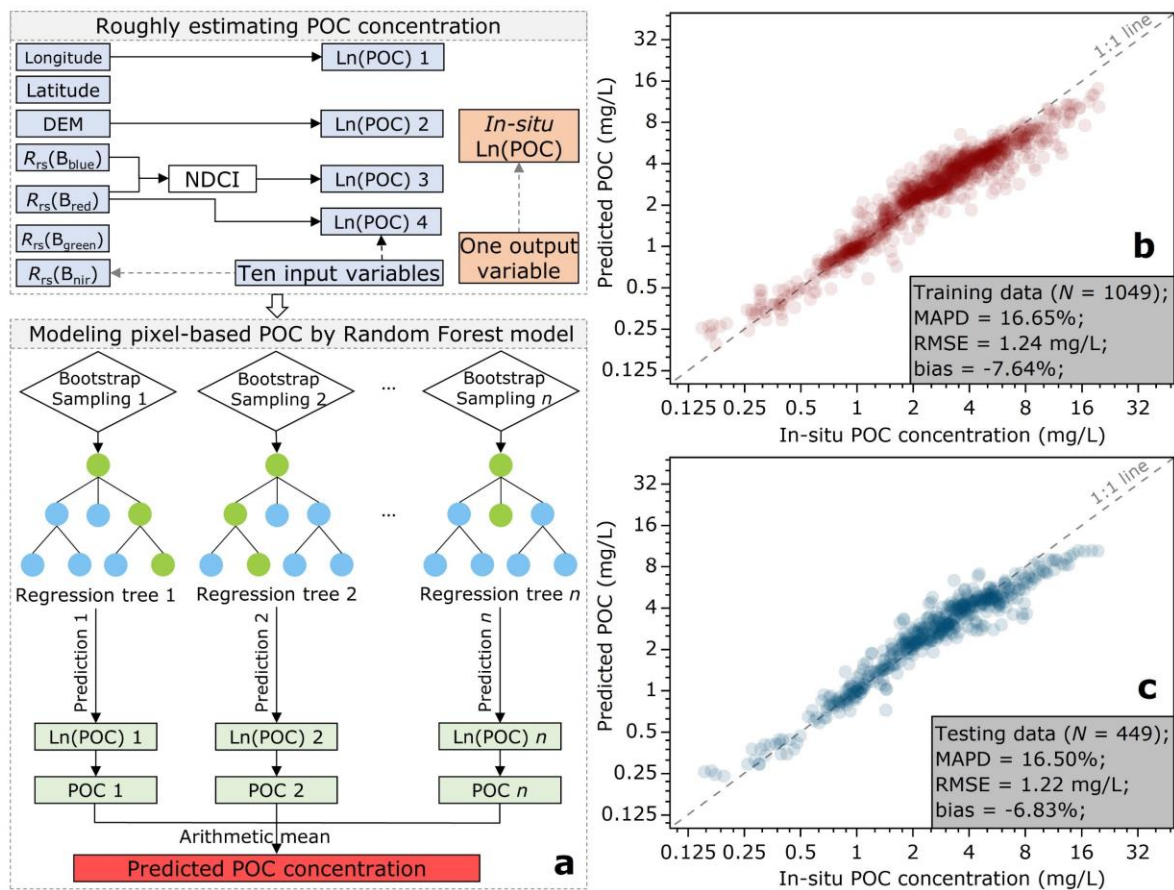 Roughly estimating POC concentration
Longitude
Ln(POC) 1
Latitude
DEM
Ln(POC) 2
In-situ
Ln(POC)
Rrs(Bblue)
NDCI
Ln(POC) 3
Rrs(Bred)
Ln(POC) 4
Rrs(Bgreen)
One output
variable
Rrs(Bnir)
Ten input variables
Modeling pixel-based POC by Random Forest model
Bootstrap
Sampling 1
Bootstrap
Sampling 2
...
Bootstrap
Sampling n
...
Regression tree 1
Regression tree 2
Regression tree n
Prediction 1
Prediction 2
Prediction n
Ln(POC) 1
Ln(POC) 2
Ln(POC) n
POC 1
POC 2
POC n
Arithmetic mean
Predicted POC concentration
a
Predicted POC (mg/L)
32
16
8
4
2
1
0.5
0.25
0.125
1:1 line
b
Training data (N = 1049);
MAPD = 16.65%;
RMSE = 1.24 mg/L;
bias = -7.64%;
0.125 0.25 0.5 1 2 4 8 16 32
In-situ POC concentration (mg/L)
Predicted POC (mg/L)
32
16
8
4
2
1
0.5
0.25
0.125
1:1 line
c
Testing data (N = 449);
MAPD = 16.50%;
RMSE = 1.22 mg/L;
bias = -6.83%;
0.125 0.25 0.5 1 2 4 8 16 32
In-situ POC concentration (mg/L)